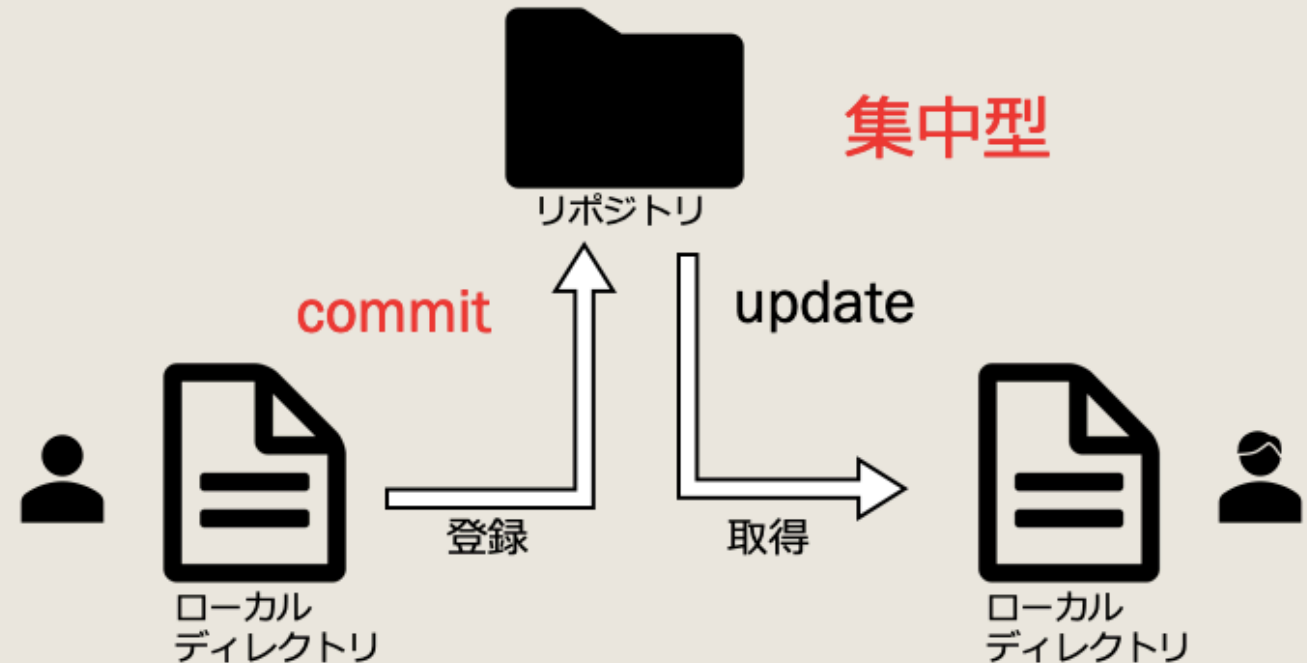 集中型
リポジトリ
commit
update
登録
取得
ローカル
ディレクトリ
ローカル
ディレクトリ